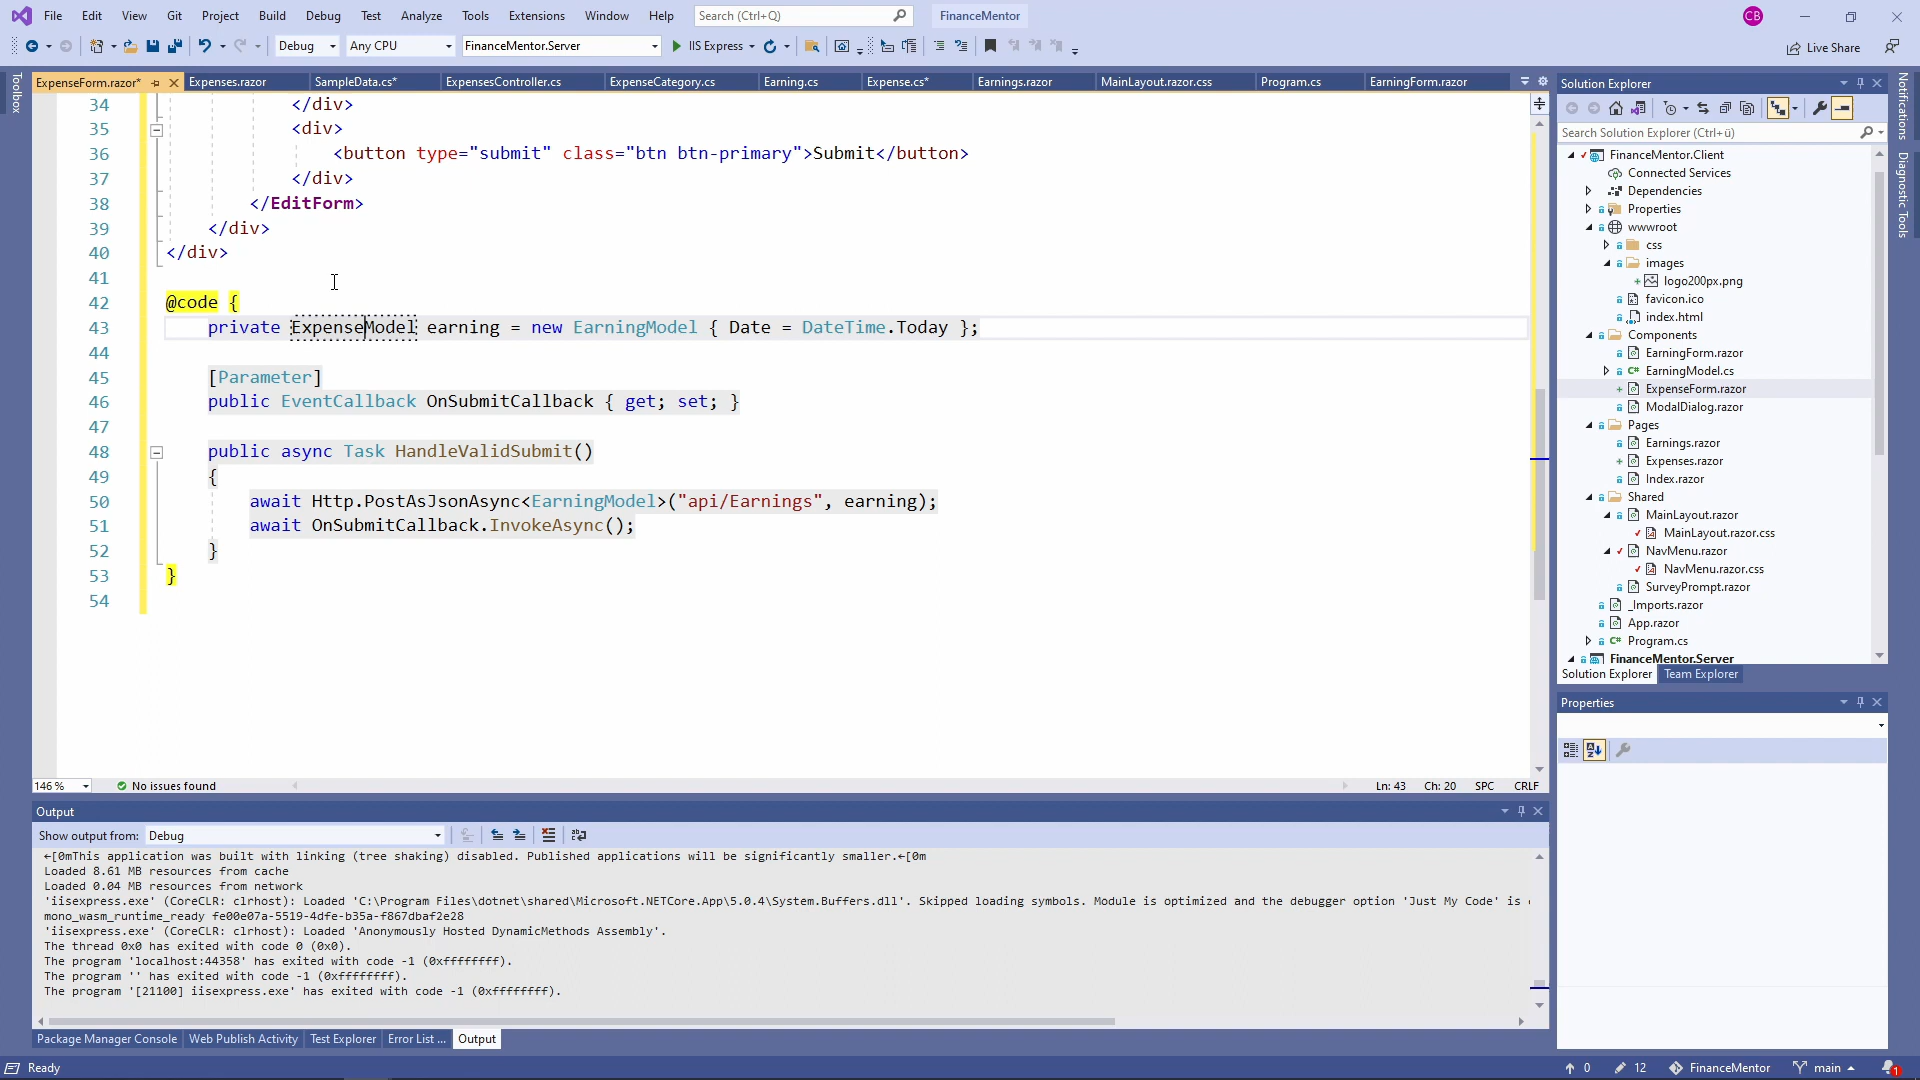 File Edit View Git Project Build Debug Test Analyze Tools Extensions Window Help Search (Ctrl+Q) FinanceMentor CB
Debug Any CPU FinanceMentor.Server IIS Express Live Share
Toolbox
ExpenseForm.razor* Expenses.razor SampleData.cs* ExpensesController.cs ExpenseCategory.cs Earning.cs Expense.cs* Earnings.razor MainLayout.razor.css Program.cs EarningForm.razor
34 </div>
35 <div>
36 <button type="submit" class="btn btn-primary">Submit</button>
37 </div>
38 </EditForm>
39 </div>
40 </div>
41
42 @code {
43 private ExpenseModel earning = new EarningModel { Date = DateTime.Today };
44
45 [Parameter]
46 public EventCallback OnSubmitCallback { get; set; }
47
48 public async Task HandleValidSubmit()
49 {
50 await Http.PostAsJsonAsync<EarningModel>("api/Earnings", earning);
51 await OnSubmitCallback.InvokeAsync();
52 }
53 }
54
146 % No issues found Ln: 43 Ch: 20 SPC CRLF
Output
Show output from: Debug
←[0mThis application was built with linking (tree shaking) disabled. Published applications will be significantly smaller.←[0m
Loaded 8.61 MB resources from cache
Loaded 0.04 MB resources from network
'iisexpress.exe' (CoreCLR: clrhost): Loaded 'C:\Program Files\dotnet\shared\Microsoft.NETCore.App\5.0.4\System.Buffers.dll'. Skipped loading symbols. Module is optimized and the debugger option 'Just My Code' is
mono_wasm_runtime_ready fe00e07a-5519-4dfe-b35a-f867dbaf2e28
'iisexpress.exe' (CoreCLR: clrhost): Loaded 'Anonymously Hosted DynamicMethods Assembly'.
The thread 0x0 has exited with code 0 (0x0).
The program 'localhost:44358' has exited with code -1 (0xffffffff).
The program '' has exited with code -1 (0xffffffff).
The program '[21100] iisexpress.exe' has exited with code -1 (0xffffffff).
Package Manager Console Web Publish Activity Test Explorer Error List ... Output
Solution Explorer
Search Solution Explorer (Ctrl+ü)
FinanceMentor.Client
Connected Services
Dependencies
Properties
wwwroot
css
images
logo200px.png
favicon.ico
index.html
Components
EarningForm.razor
EarningModel.cs
ExpenseForm.razor
ModalDialog.razor
Pages
Earnings.razor
Expenses.razor
Index.razor
Shared
MainLayout.razor
MainLayout.razor.css
NavMenu.razor
NavMenu.razor.css
SurveyPrompt.razor
_Imports.razor
App.razor
Program.cs
FinanceMentor.Server
Solution Explorer Team Explorer
Properties
Notifications
Diagnostic Tools
Ready 0 12 FinanceMentor main 1